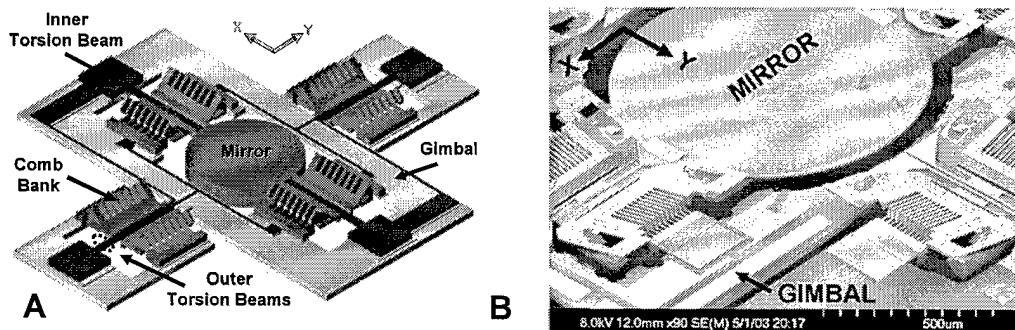 Inner
Torsion Beam
X Y
Mirror
Gimbal
Comb
Bank
Outer
Torsion Beams
A
X
Y
MIRROR
GIMBAL
B
8.0kV 12.0mm x90 SE(M) 5/1/03 20:17 500um